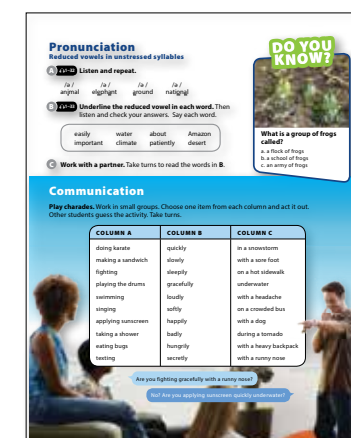 Pronunciation
Reduced vowels in unstressed syllables
A 1-22 Listen and repeat.
/ə/ /ə/ /ə/ /ə/
animal elephant around national
B 1-23 Underline the reduced vowel in each word. Then
listen and check your answers. Say each word.
easily water about Amazon
important climate patiently desert
C Work with a partner. Take turns to read the words in B.
DO YOU
KNOW?
What is a group of frogs
called?
a. a flock of frogs
b. a school of frogs
c. an army of frogs
Communication
Play charades. Work in small groups. Choose one item from each column and act it out.
Other students guess the activity. Take turns.
COLUMN A COLUMN B COLUMN C
doing karate quickly in a snowstorm
making a sandwich slowly with a sore foot
fighting sleepily on a hot sidewalk
playing the drums gracefully underwater
swimming loudly with a headache
singing softly on a crowded bus
applying sunscreen happily with a dog
taking a shower badly during a tornado
eating bugs hungrily with a heavy backpack
texting secretly with a runny nose
Are you fighting gracefully with a runny nose?
No! Are you applying sunscreen quickly underwater?